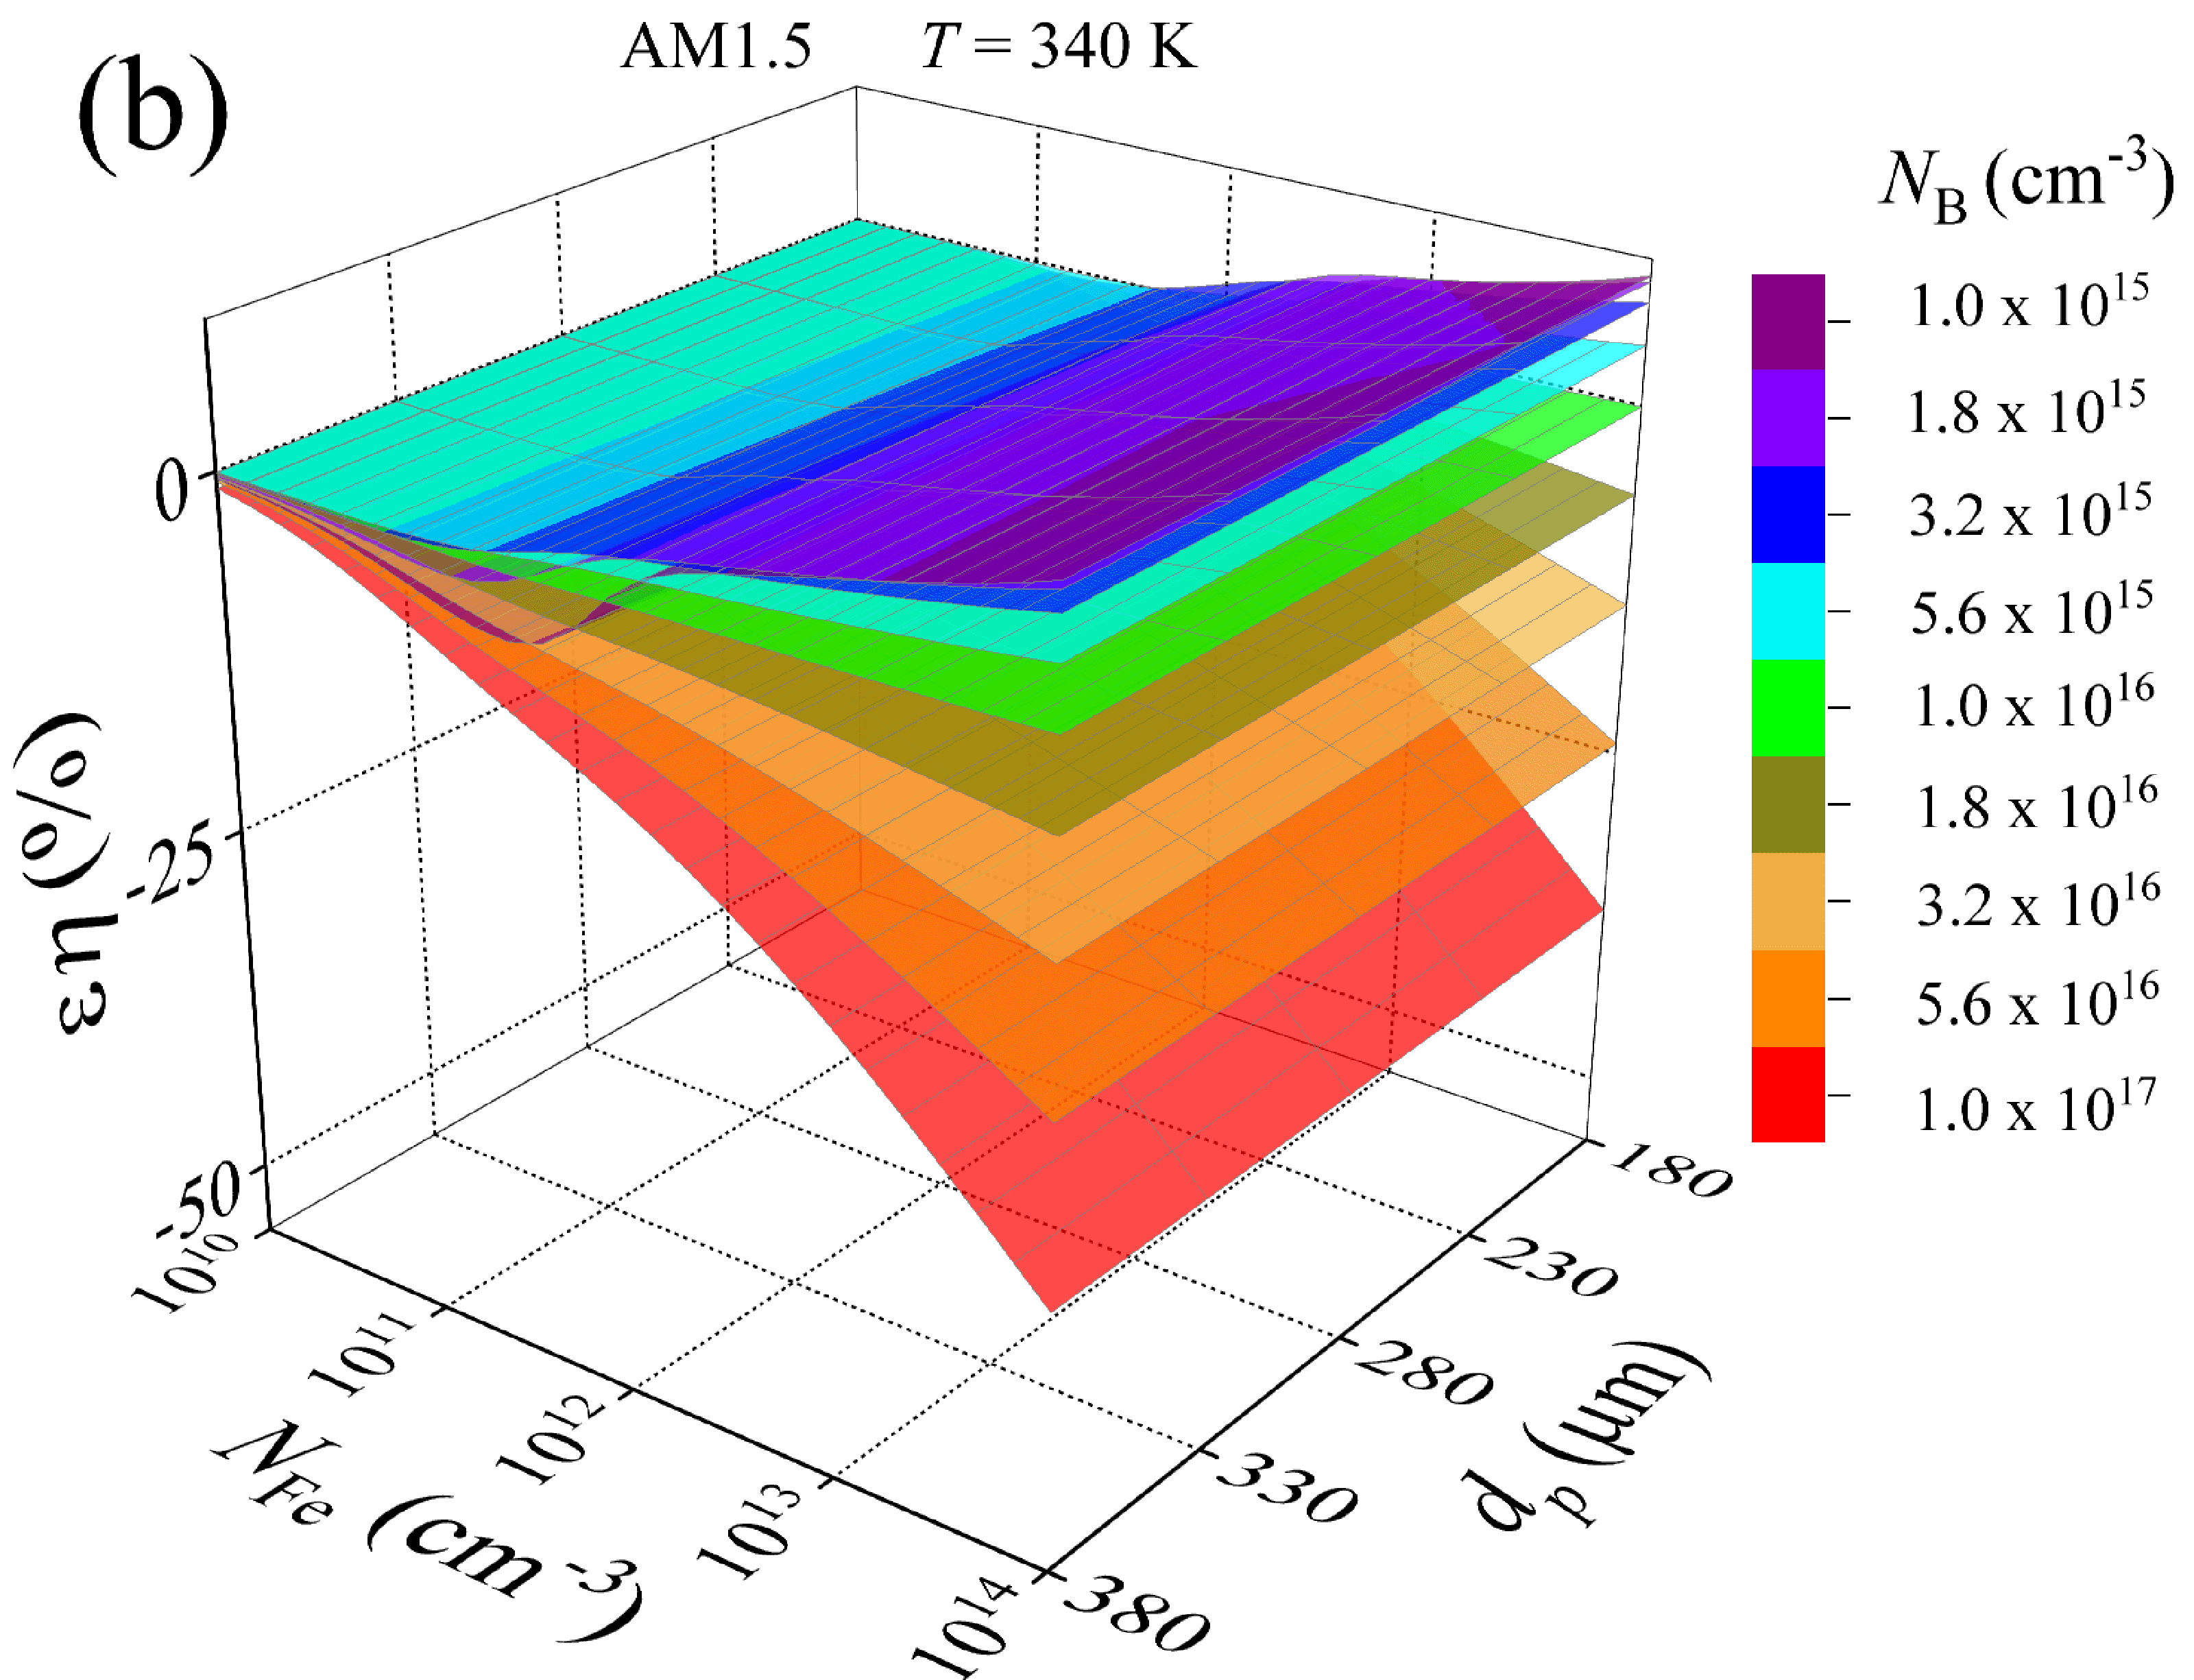 (b)
AM1.5 T = 340 K
N_B (cm^-3)
1.0 x 10^15
1.8 x 10^15
3.2 x 10^15
5.6 x 10^15
1.0 x 10^16
1.8 x 10^16
3.2 x 10^16
5.6 x 10^16
1.0 x 10^17
εη (%)
0
-25
-50
10^10
10^11
10^12
10^13
10^14
N_Fe (cm^-3)
180
230
280
330
380
d_p (μm)